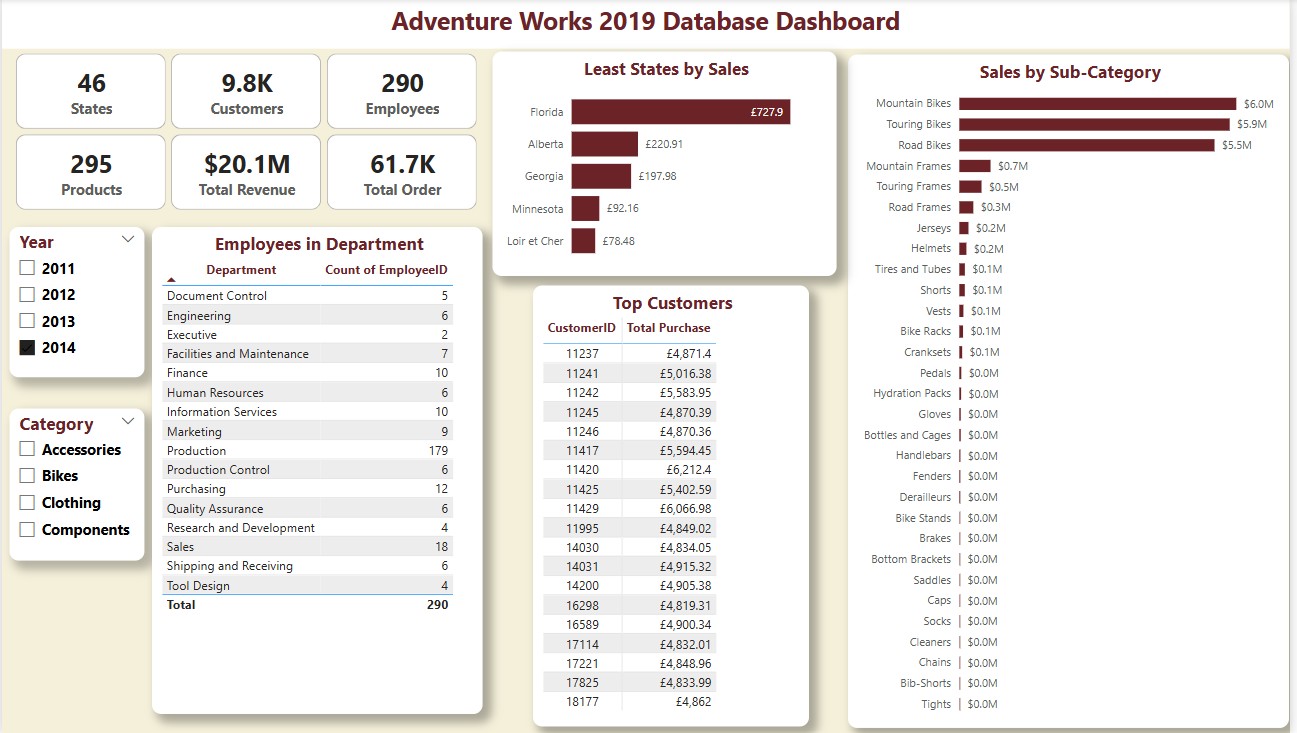 Adventure Works 2019 Database Dashboard
46
States
9.8K
Customers
290
Employees
295
Products
$20.1M
Total Revenue
61.7K
Total Order
Year
2011
2012
2013
2014
Category
Accessories
Bikes
Clothing
Components
Employees in Department
Department Count of EmployeeID
Document Control 5
Engineering 6
Executive 2
Facilities and Maintenance 7
Finance 10
Human Resources 6
Information Services 10
Marketing 9
Production 179
Production Control 6
Purchasing 12
Quality Assurance 6
Research and Development 4
Sales 18
Shipping and Receiving 6
Tool Design 4
Total 290
Least States by Sales
Florida £727.9
Alberta £220.91
Georgia £197.98
Minnesota £92.16
Loir et Cher £78.48
Top Customers
CustomerID Total Purchase
11237 £4,871.4
11241 £5,016.38
11242 £5,583.95
11245 £4,870.39
11246 £4,870.36
11417 £5,594.45
11420 £6,212.4
11425 £5,402.59
11429 £6,066.98
11995 £4,849.02
14030 £4,834.05
14031 £4,915.32
14200 £4,905.38
16298 £4,819.31
16589 £4,900.34
17114 £4,832.01
17221 £4,848.96
17825 £4,833.99
18177 £4,862
Sales by Sub-Category
Mountain Bikes $6.0M
Touring Bikes $5.9M
Road Bikes $5.5M
Mountain Frames $0.7M
Touring Frames $0.5M
Road Frames $0.3M
Jerseys $0.2M
Helmets $0.2M
Tires and Tubes $0.1M
Shorts $0.1M
Vests $0.1M
Bike Racks $0.1M
Cranksets $0.1M
Pedals $0.0M
Hydration Packs $0.0M
Gloves $0.0M
Bottles and Cages $0.0M
Handlebars $0.0M
Fenders $0.0M
Derailleurs $0.0M
Bike Stands $0.0M
Brakes $0.0M
Bottom Brackets $0.0M
Saddles $0.0M
Caps $0.0M
Socks $0.0M
Cleaners $0.0M
Chains $0.0M
Bib-Shorts $0.0M
Tights $0.0M